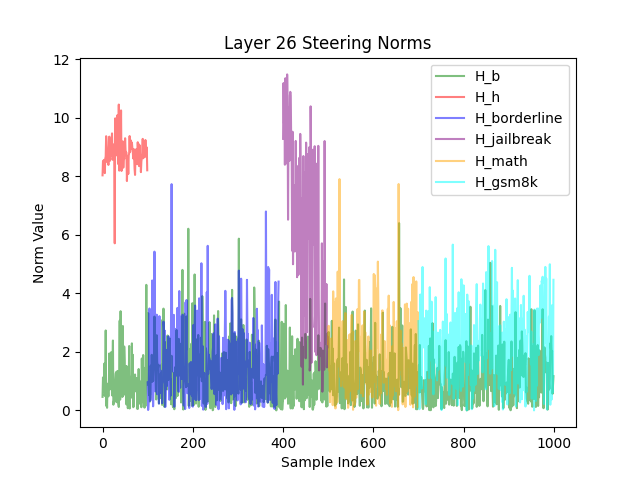 Layer 26 Steering Norms
12
10
8
6
4
2
0
Norm Value
H_b
H_h
H_borderline
H_jailbreak
H_math
H_gsm8k
0 200 400 600 800 1000
Sample Index